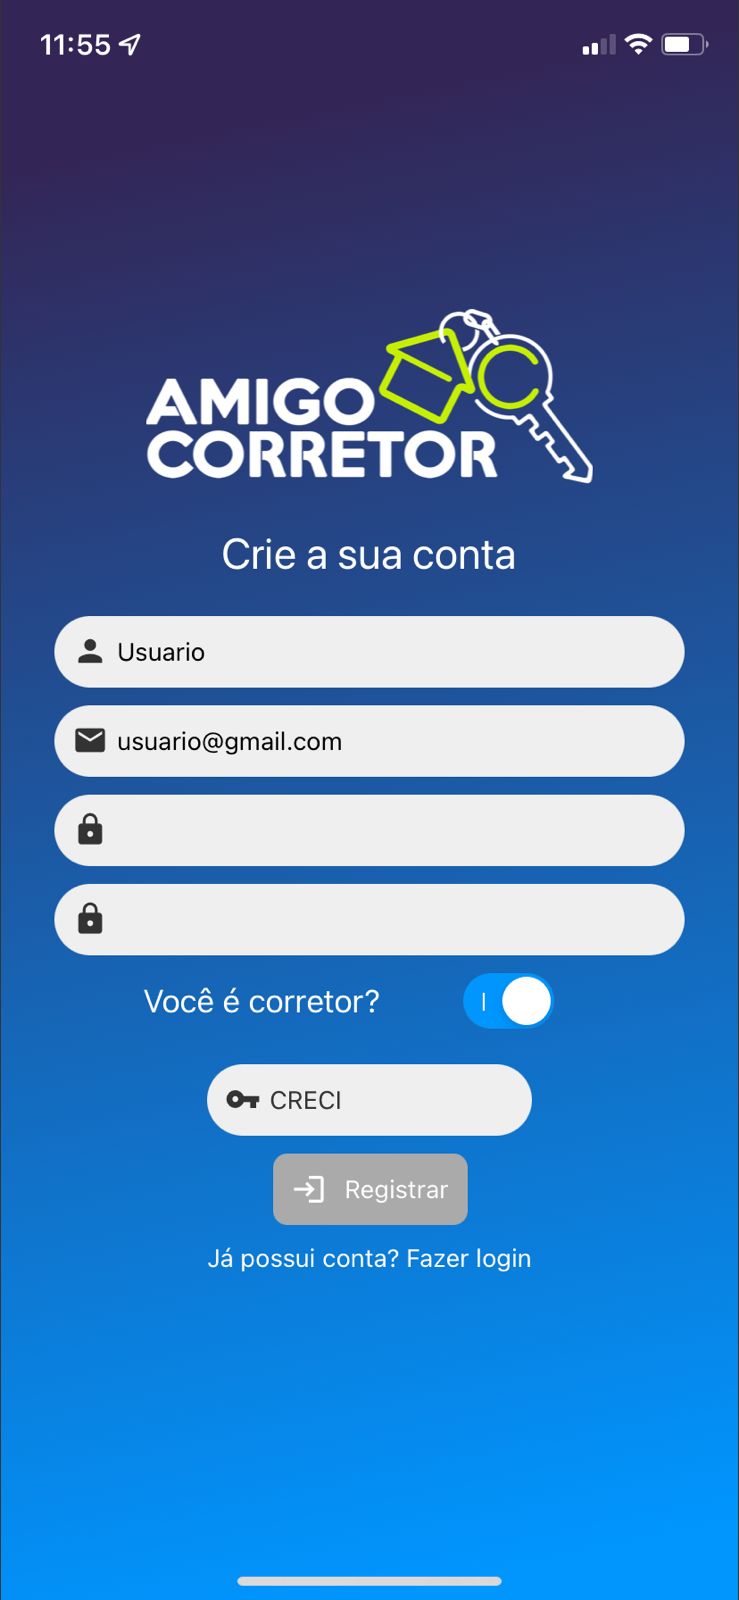 11:55
AMIGO
CORRETOR
Crie a sua conta
Usuario
usuario@gmail.com
Você é corretor?
CRECI
Registrar
Já possui conta? Fazer login